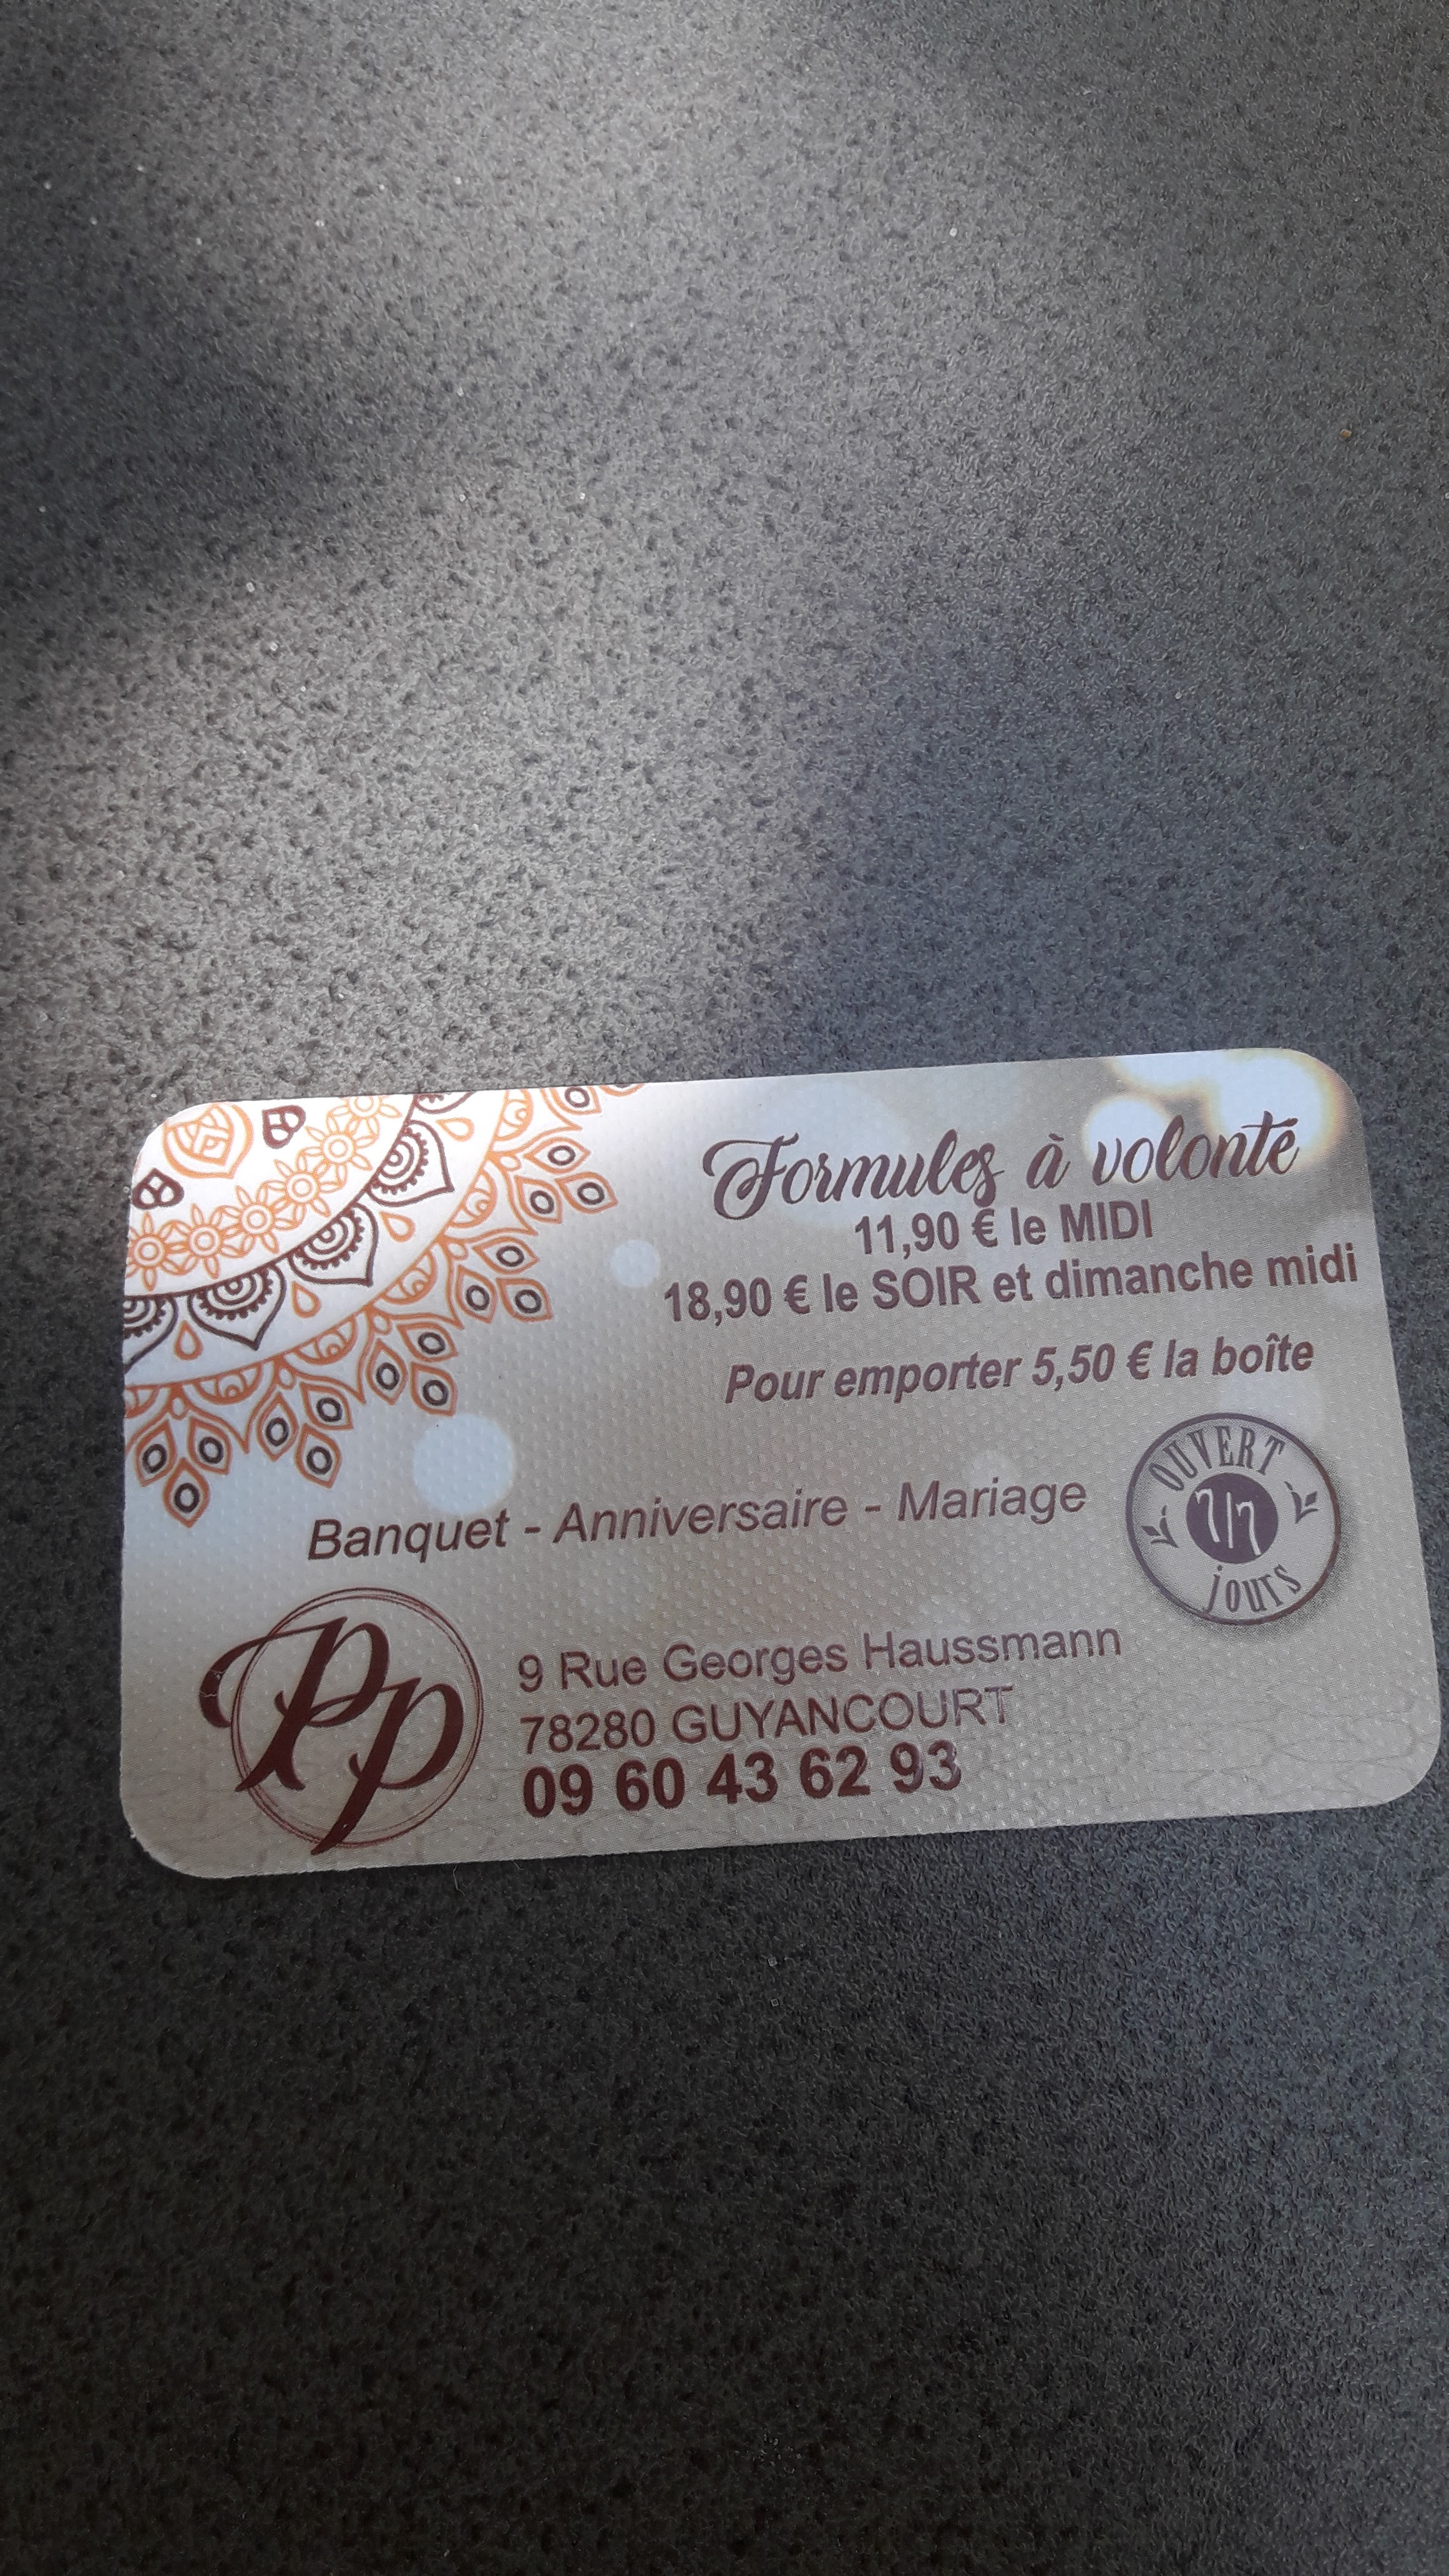 Formules à volonté
11,90 € le MIDI
18,90 € le SOIR et dimanche midi
Pour emporter 5,50 € la boîte
Banquet - Anniversaire - Mariage
OUVERT
7/7
jours
Pp
9 Rue Georges Haussmann
78280 GUYANCOURT
09 60 43 62 93